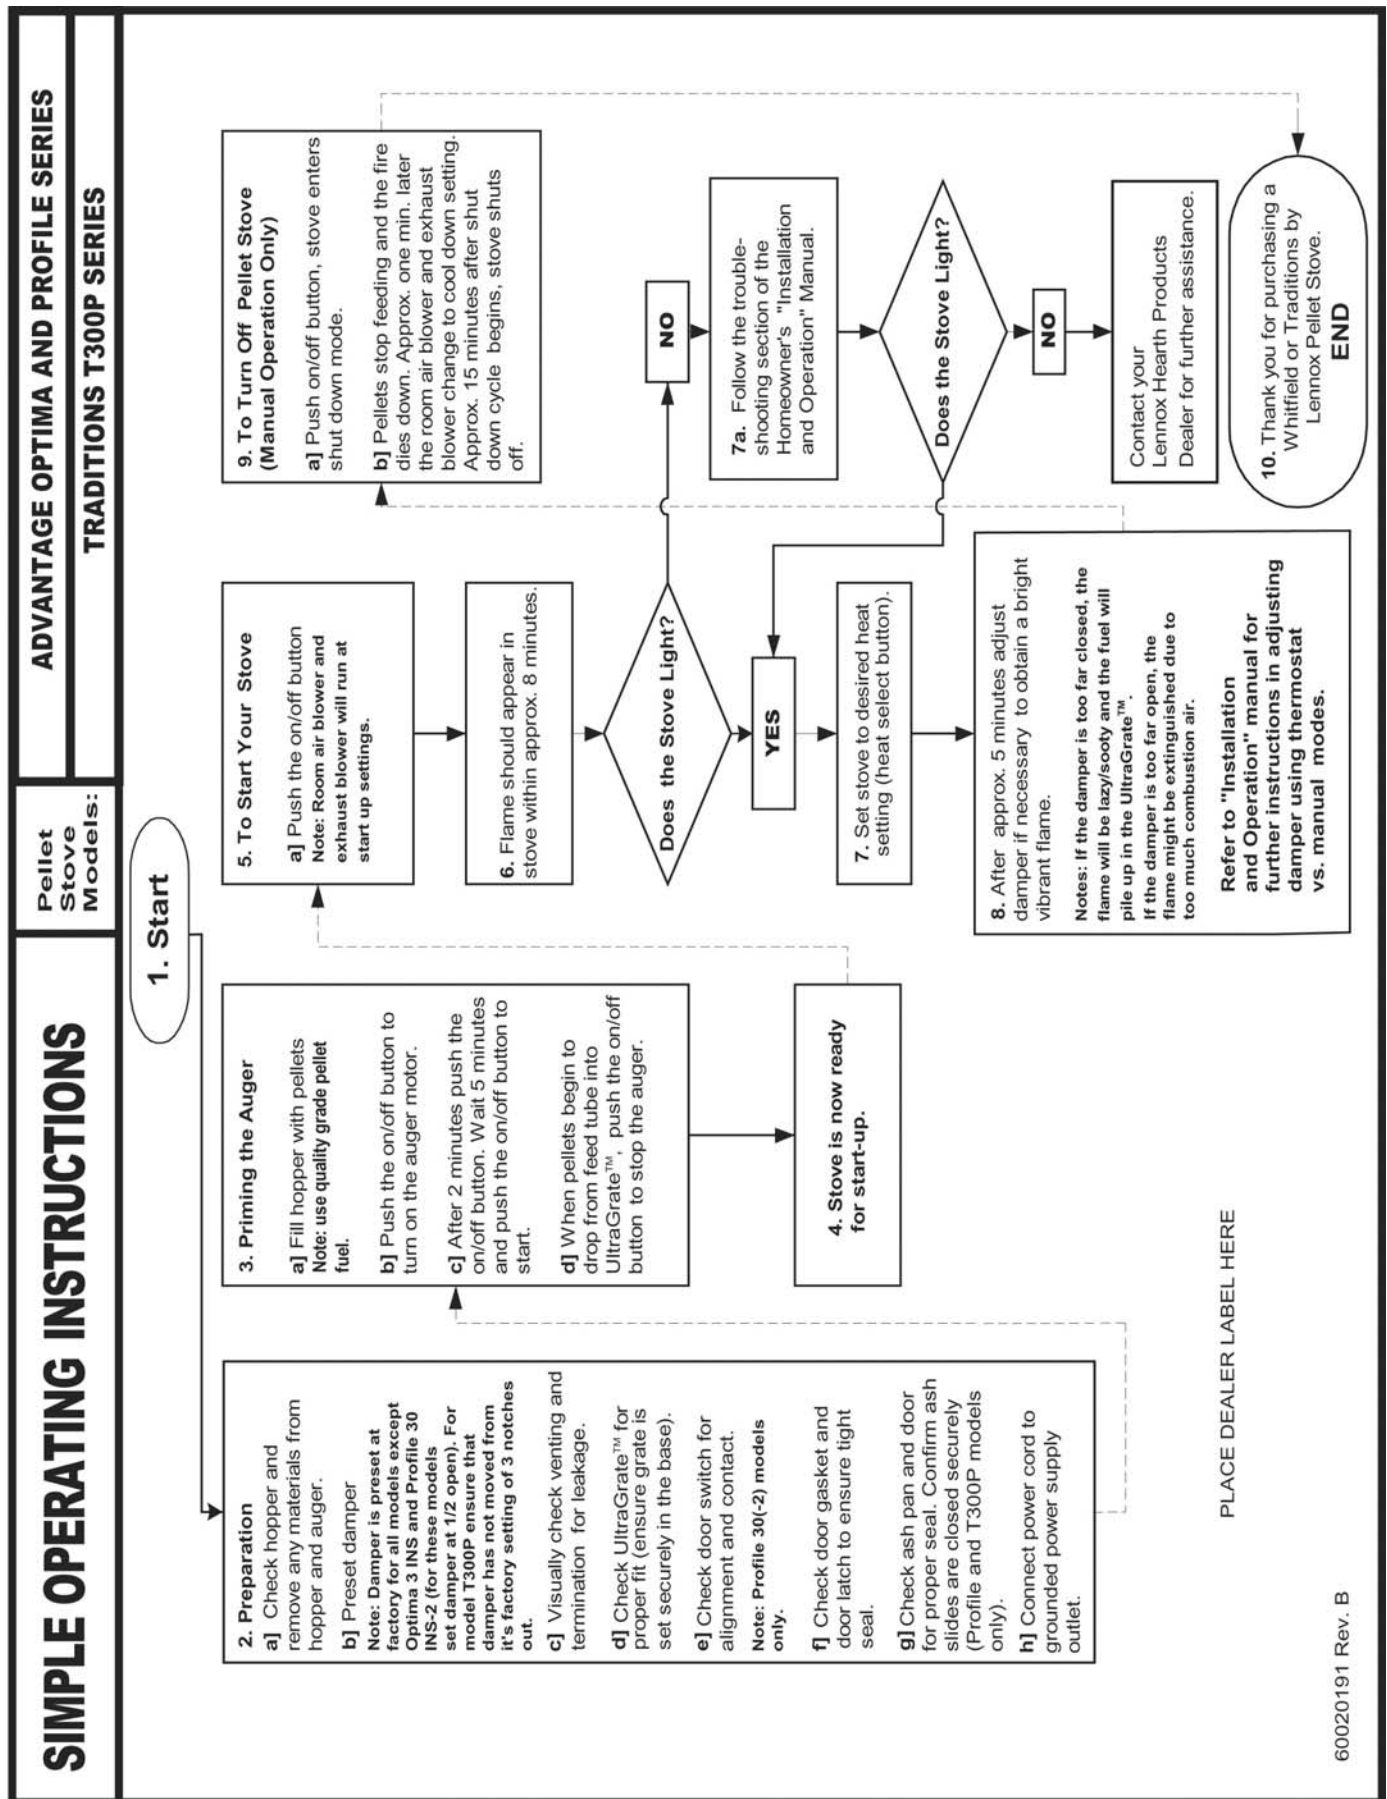 SIMPLE OPERATING INSTRUCTIONS
Pellet
Stove
Models:
ADVANTAGE OPTIMA AND PROFILE SERIES
TRADITIONS T300P SERIES
1. Start
2. Preparation
a] Check hopper and
remove any materials from
hopper and auger.
b] Preset damper
Note: Damper is preset at
factory for all models except
Optima 3 INS and Profile 30
INS-2 (for these models
set damper at 1/2 open). For
model T300P ensure that
damper has not moved from
it's factory setting of 3 notches
out.
c] Visually check venting and
termination for leakage.
d] Check UltraGrate™ for
proper fit (ensure grate is
set securely in the base).
e] Check door switch for
alignment and contact.
Note: Profile 30(-2) models
only.
f] Check door gasket and
door latch to ensure tight
seal.
g] Check ash pan and door
for proper seal. Confirm ash
slides are closed securely
(Profile and T300P models
only).
h] Connect power cord to
grounded power supply
outlet.
3. Priming the Auger
a] Fill hopper with pellets
Note: use quality grade pellet
fuel.
b] Push the on/off button to
turn on the auger motor.
c] After 2 minutes push the
on/off button. Wait 5 minutes
and push the on/off button to
start.
d] When pellets begin to
drop from feed tube into
UltraGrate™, push the on/off
button to stop the auger.
4. Stove is now ready
for start-up.
5. To Start Your Stove
a] Push the on/off button
Note: Room air blower and
exhaust blower will run at
start up settings.
6. Flame should appear in
stove within approx. 8 minutes.
Does the Stove Light?
YES
7. Set stove to desired heat
setting (heat select button).
8. After approx. 5 minutes adjust
damper if necessary to obtain a bright
vibrant flame.
Notes: If the damper is too far closed, the
flame will be lazy/sooty and the fuel will
pile up in the UltraGrate™.
If the damper is too far open, the
flame might be extinguished due to
too much combustion air.
Refer to "Installation
and Operation" manual for
further instructions in adjusting
damper using thermostat
vs. manual modes.
9. To Turn Off Pellet Stove
(Manual Operation Only)
a] Push on/off button, stove enters
shut down mode.
b] Pellets stop feeding and the fire
dies down. Approx. one min. later
the room air blower and exhaust
blower change to cool down setting.
Approx. 15 minutes after shut
down cycle begins, stove shuts
off.
NO
7a. Follow the trouble-
shooting section of the
Homeowner's "Installation
and Operation" Manual.
Does the Stove Light?
NO
Contact your
Lennox Hearth Products
Dealer for further assistance.
10. Thank you for purchasing a
Whitfield or Traditions by
Lennox Pellet Stove.
END
PLACE DEALER LABEL HERE
60020191 Rev. B